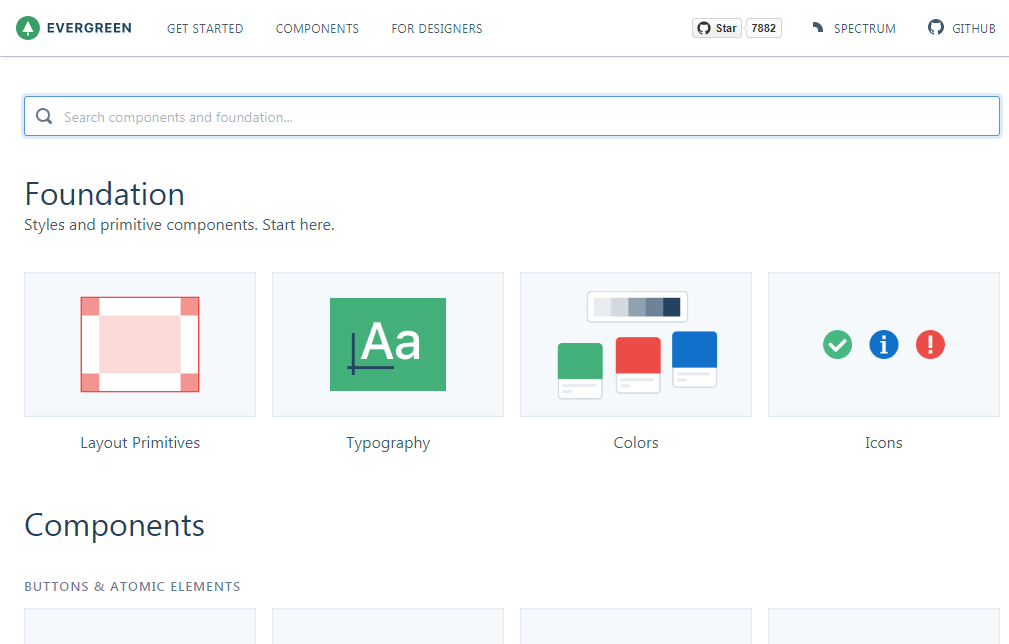 EVERGREEN GET STARTED COMPONENTS FOR DESIGNERS Star 7882 SPECTRUM GITHUB
Search components and foundation...
Foundation
Styles and primitive components. Start here.
Aa
Layout Primitives Typography Colors Icons
Components
BUTTONS & ATOMIC ELEMENTS